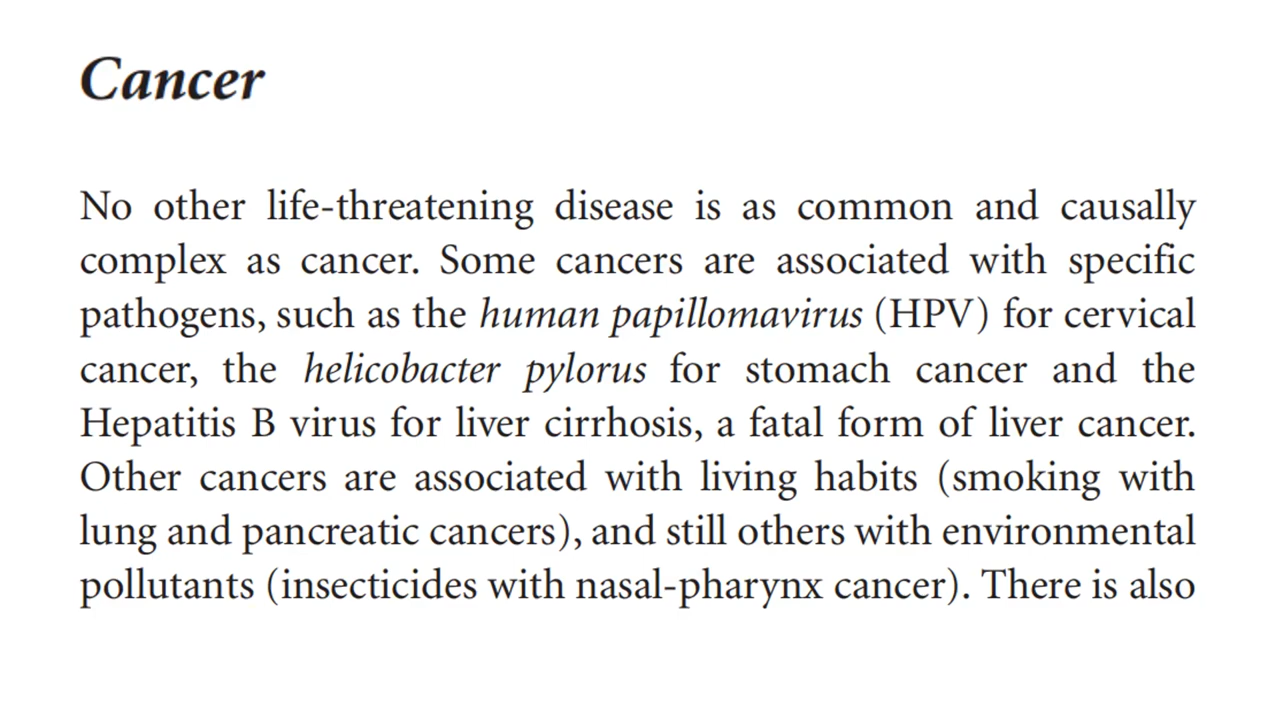 Cancer
No other life-threatening disease is as common and causally
complex as cancer. Some cancers are associated with specific
pathogens, such as the human papillomavirus (HPV) for cervical
cancer, the helicobacter pylorus for stomach cancer and the
Hepatitis B virus for liver cirrhosis, a fatal form of liver cancer.
Other cancers are associated with living habits (smoking with
lung and pancreatic cancers), and still others with environmental
pollutants (insecticides with nasal-pharynx cancer). There is also